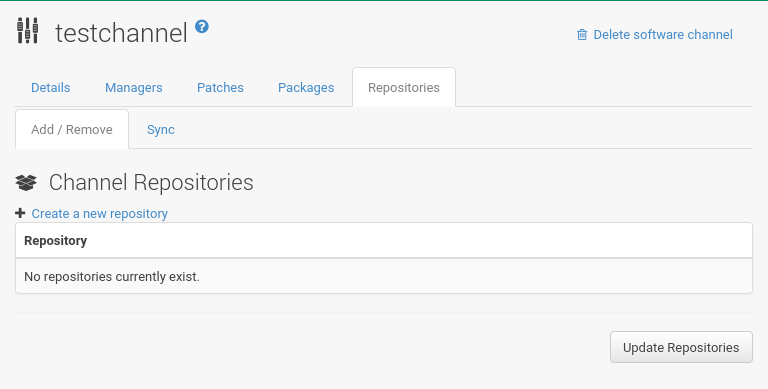 testchannel ?
Delete software channel
Details Managers Patches Packages Repositories
Add / Remove Sync
Channel Repositories
Create a new repository
Repository
No repositories currently exist.
Update Repositories